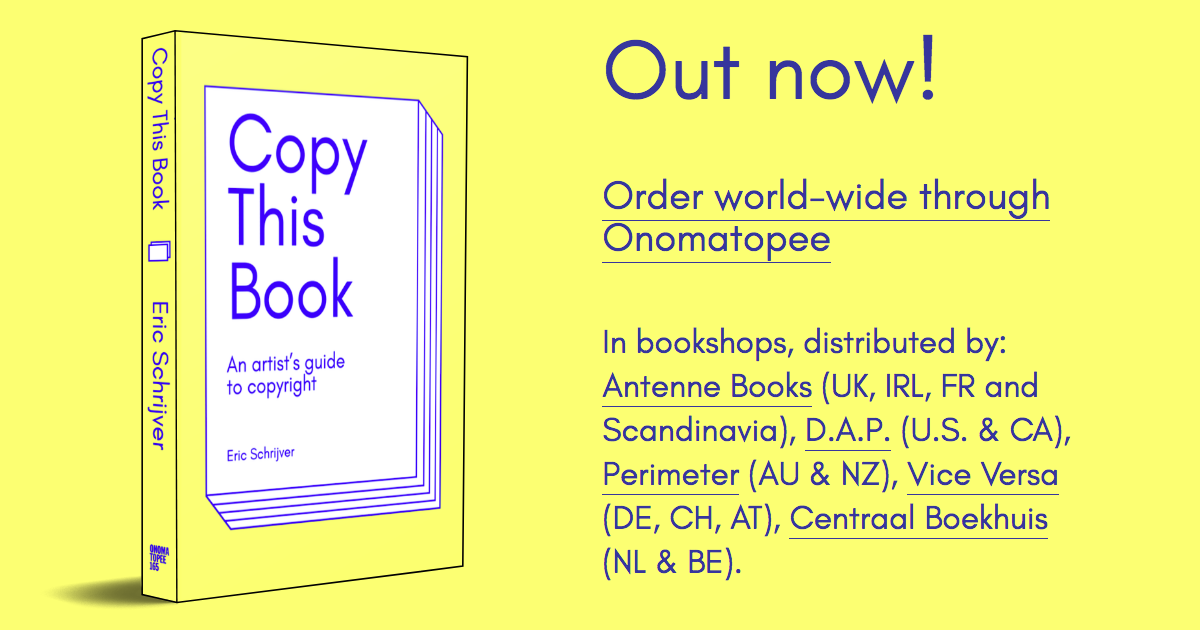 Copy This Book
Eric Schrijver
ONOMA
TOPEE
165
Copy
This
Book
An artist's guide
to copyright
Eric Schrijver
Out now!
Order world-wide through
Onomatopee
In bookshops, distributed by:
Antenne Books (UK, IRL, FR and
Scandinavia), D.A.P. (U.S. & CA),
Perimeter (AU & NZ), Vice Versa
(DE, CH, AT), Centraal Boekhuis
(NL & BE).